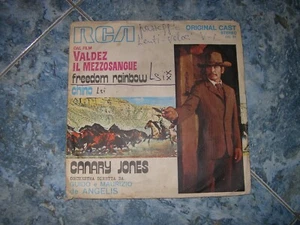 RCA
ORIGINAL CAST
DAL FILM
VALDEZ
IL MEZZOSANGUE
freedom rainbow
chino
CANARY JONES
ORCHESTRA DIRETTA DA
GUIDO e MAURIZIO
de ANGELIS